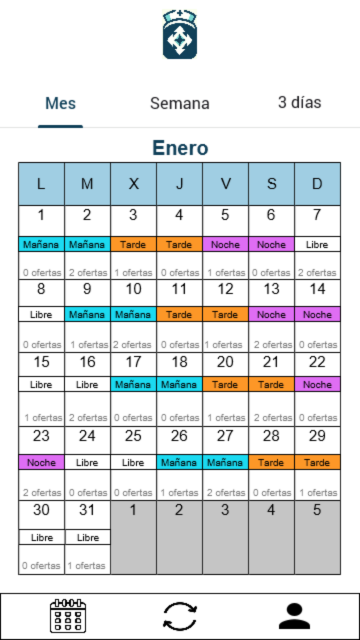 Mes Semana 3 días
Enero
L M X J V S D
1 2 3 4 5 6 7
Mañana Mañana Tarde Tarde Noche Noche Libre
0 ofertas 2 ofertas 1 ofertas 0 ofertas 1 ofertas 0 ofertas 2 ofertas
8 9 10 11 12 13 14
Libre Mañana Mañana Tarde Tarde Noche Noche
0 ofertas 1 ofertas 2 ofertas 0 ofertas 1 ofertas 2 ofertas 0 ofertas
15 16 17 18 20 21 22
Libre Libre Mañana Mañana Tarde Tarde Noche
1 ofertas 2 ofertas 0 ofertas 0 ofertas 1 ofertas 2 ofertas 0 ofertas
23 24 25 26 27 28 29
Noche Libre Libre Mañana Mañana Tarde Tarde
2 ofertas 0 ofertas 0 ofertas 1 ofertas 2 ofertas 0 ofertas 1 ofertas
30 31 1 2 3 4 5
Libre Libre
0 ofertas 1 ofertas